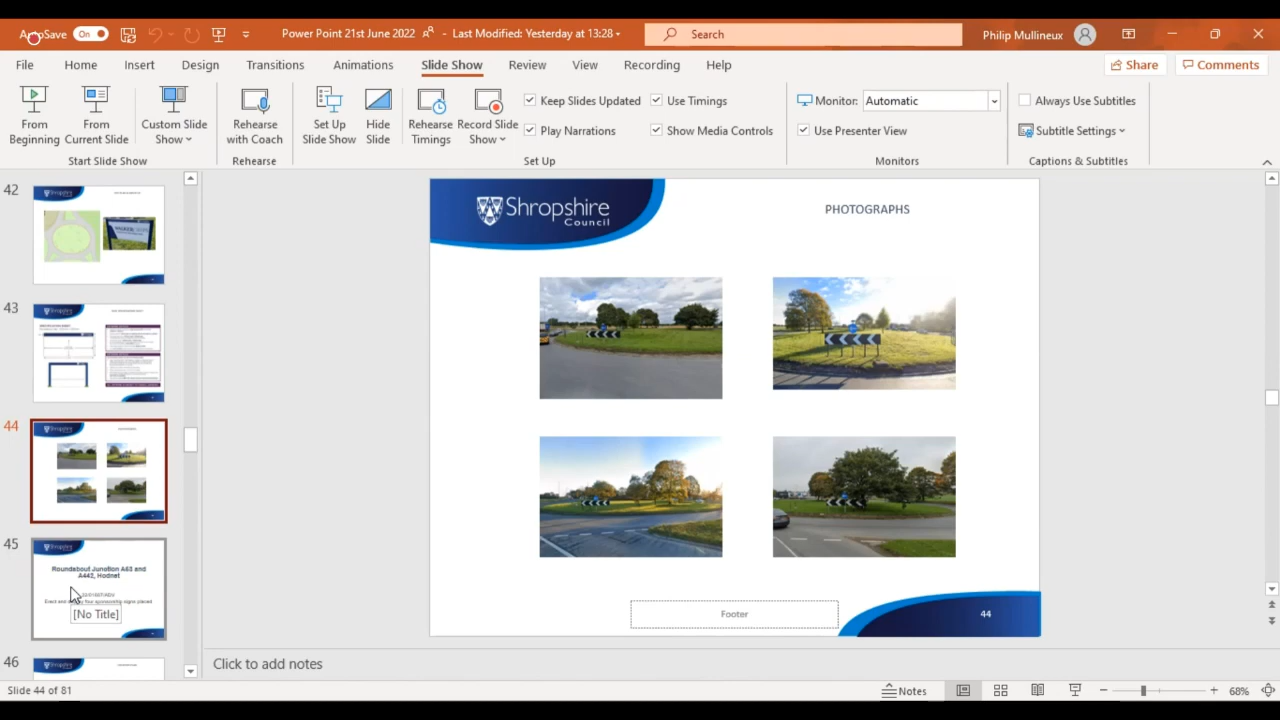 AutoSave On Power Point 21st June 2022 - Last Modified: Yesterday at 13:28 Search Philip Mullineux
File Home Insert Design Transitions Animations Slide Show Review View Recording Help Share Comments
From Beginning
From Current Slide
Custom Slide Show
Rehearse with Coach
Set Up Slide Show
Hide Slide
Rehearse Timings
Record Slide Show
Keep Slides Updated
Play Narrations
Use Timings
Show Media Controls
Monitor: Automatic
Use Presenter View
Always Use Subtitles
Subtitle Settings
Start Slide Show Rehearse Set Up Monitors Captions & Subtitles
42
43
44
45
Roundabout Junction A53 and
A442, Hodnet
[No Title]
46
Shropshire
Council
PHOTOGRAPHS
Footer
44
Click to add notes
Slide 44 of 81 Notes 68%